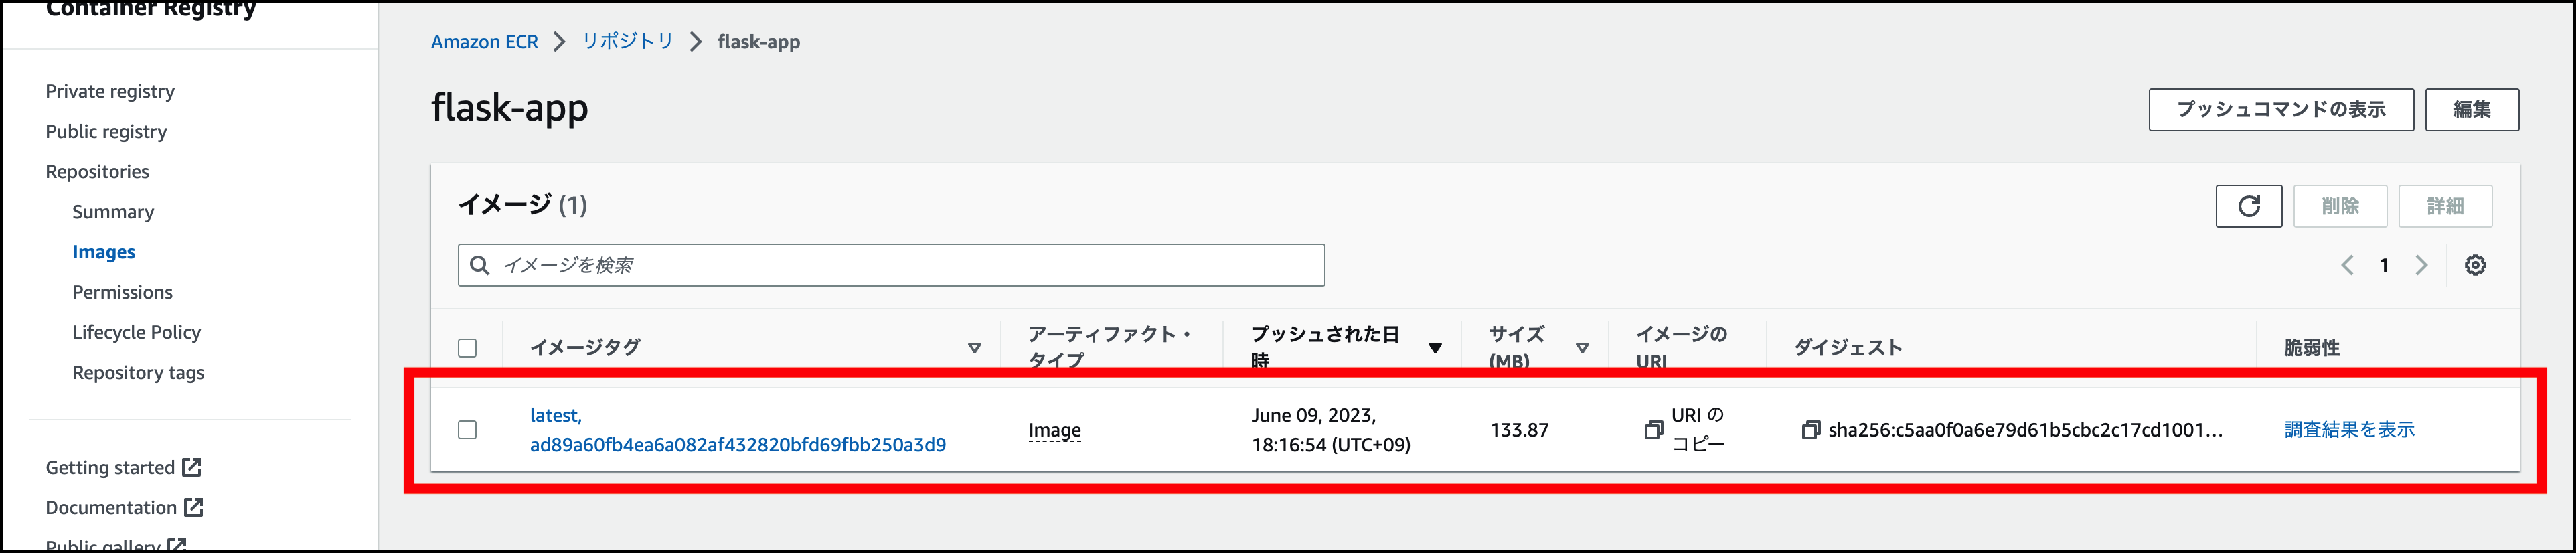 Container Registry
Private registry
Public registry
Repositories
Summary
Images
Permissions
Lifecycle Policy
Repository tags
Getting started
Documentation
Public gallery
Amazon ECR > リポジトリ > flask-app
flask-app
プッシュコマンドの表示
編集
イメージ (1)
削除
詳細
イメージを検索
1
イメージタグ
アーティファクト・
タイプ
プッシュされた日
時
サイズ
(MB)
イメージの
URI
ダイジェスト
脆弱性
latest,
ad89a60fb4ea6a082af432820bfd69fbb250a3d9
Image
June 09, 2023,
18:16:54 (UTC+09)
133.87
URI の
コピー
sha256:c5aa0f0a6e79d61b5cbc2c17cd1001...
調査結果を表示